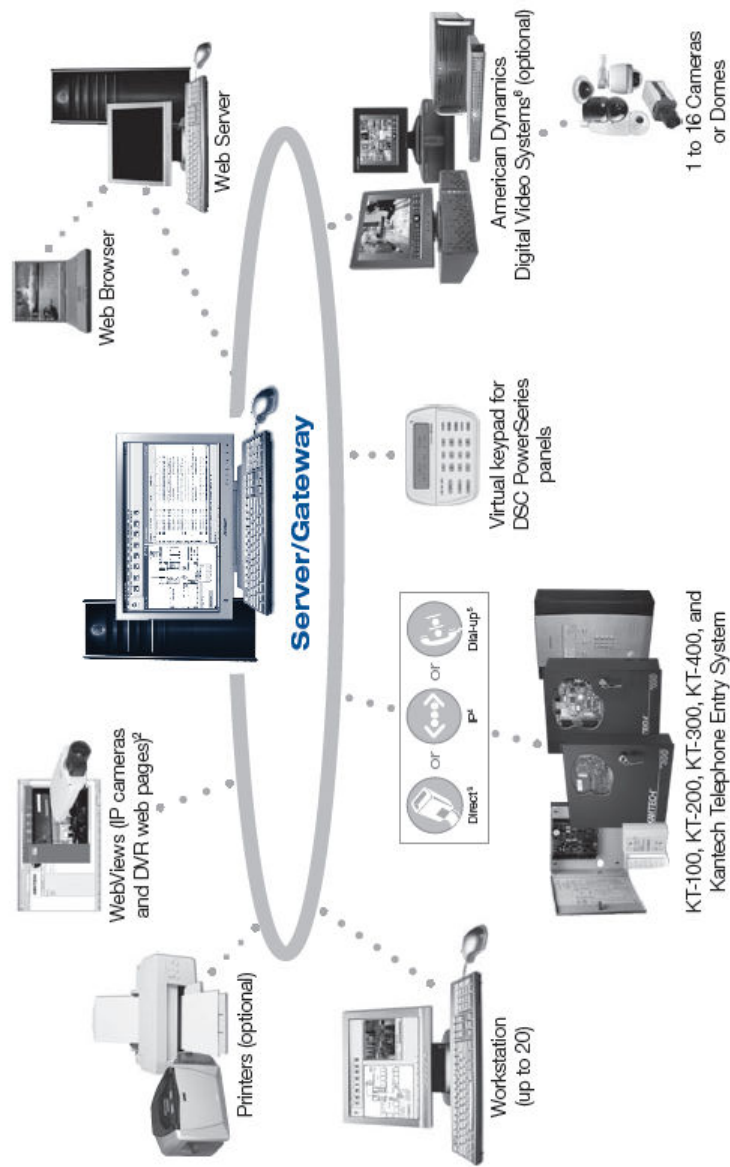 Web Browser
Web Server
Server/Gateway
WebViews (IP cameras
and DVR web pages)²
Printers (optional)
Workstation
(up to 20)
Direct³
or
IP⁴
or
Dial-up⁵
KT-100, KT-200, KT-300, KT-400, and
Kantech Telephone Entry System
Virtual keypad for
DSC PowerSeries
panels
American Dynamics
Digital Video Systems⁶ (optional)
1 to 16 Cameras
or Domes